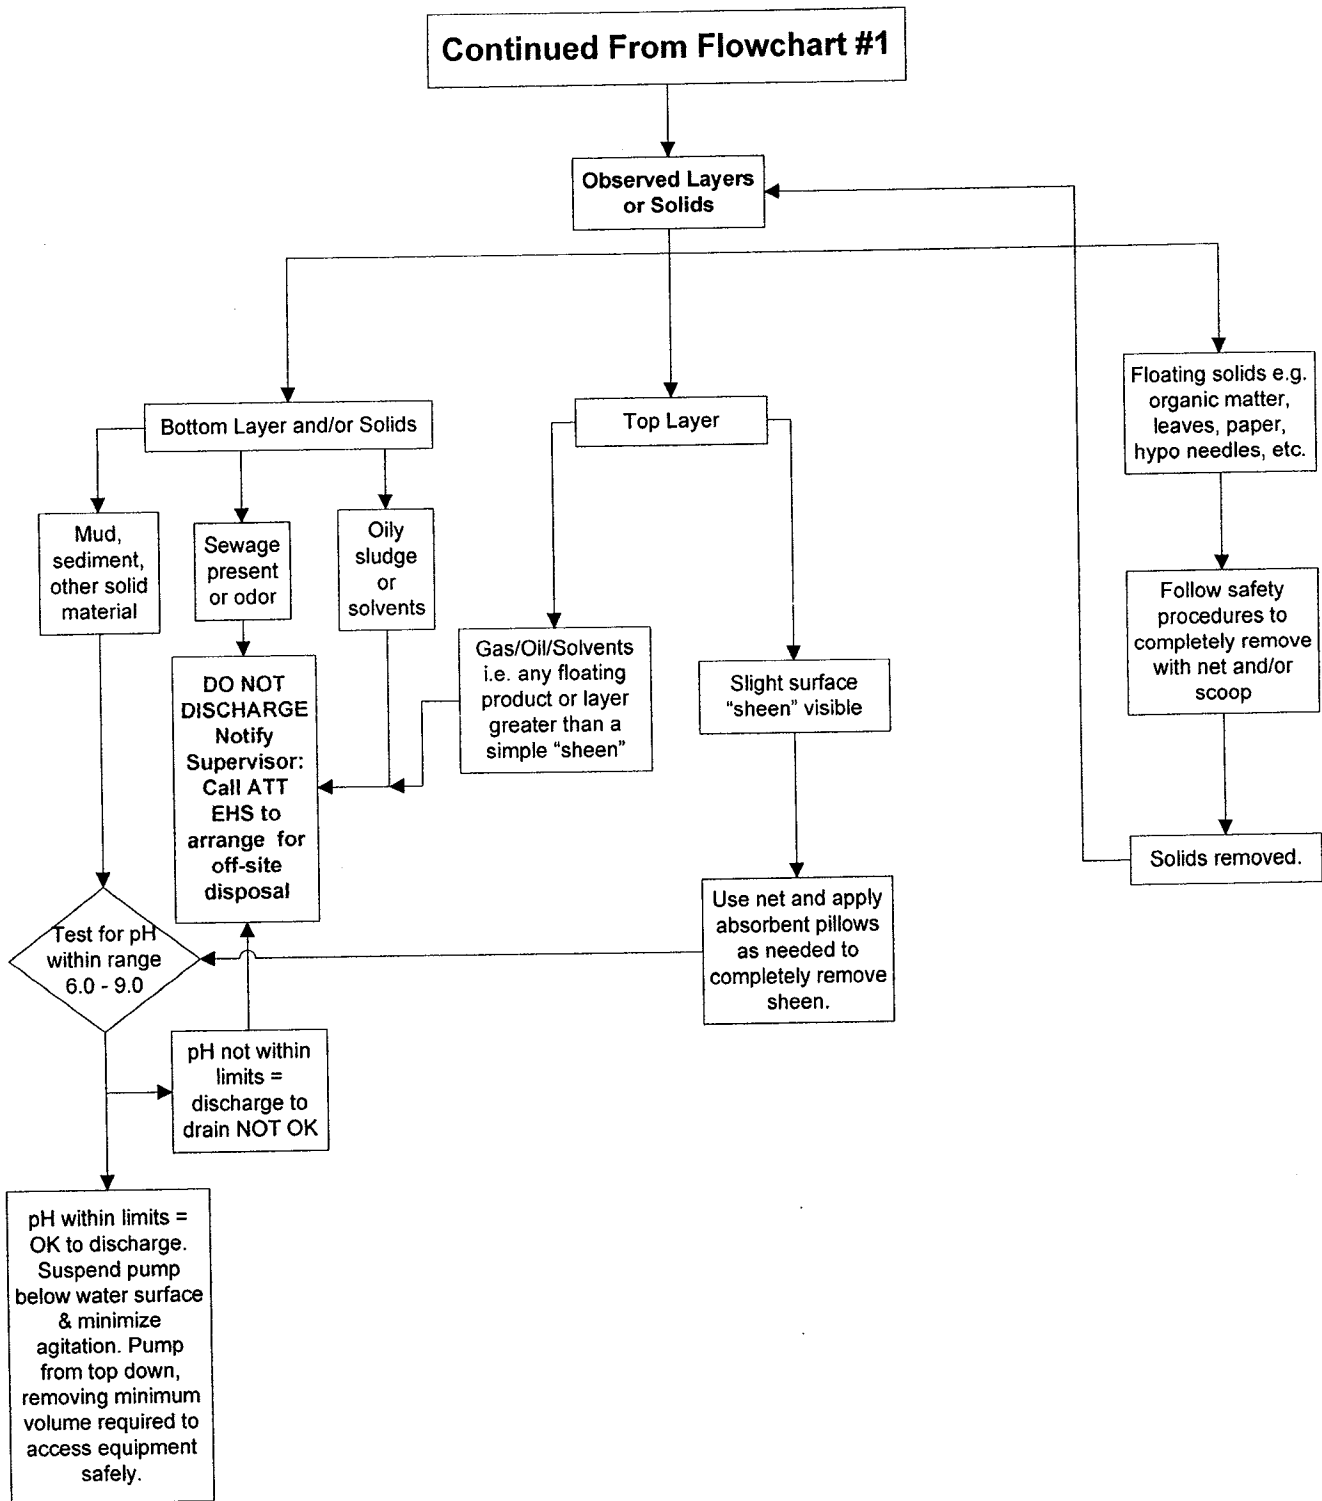 Continued From Flowchart #1
Observed Layers
or Solids
Bottom Layer and/or Solids
Top Layer
Floating solids e.g.
organic matter,
leaves, paper,
hypo needles, etc.
Mud,
sediment,
other solid
material
Sewage
present
or odor
Oily
sludge
or
solvents
Gas/Oil/Solvents
i.e. any floating
product or layer
greater than a
simple “sheen”
Slight surface
“sheen” visible
Follow safety
procedures to
completely remove
with net and/or
scoop
DO NOT
DISCHARGE
Notify
Supervisor:
Call ATT
EHS to
arrange for
off-site
disposal
Solids removed.
Use net and apply
absorbent pillows
as needed to
completely remove
sheen.
Test for pH
within range
6.0 - 9.0
pH not within
limits =
discharge to
drain NOT OK
pH within limits =
OK to discharge.
Suspend pump
below water surface
& minimize
agitation. Pump
from top down,
removing minimum
volume required to
access equipment
safely.